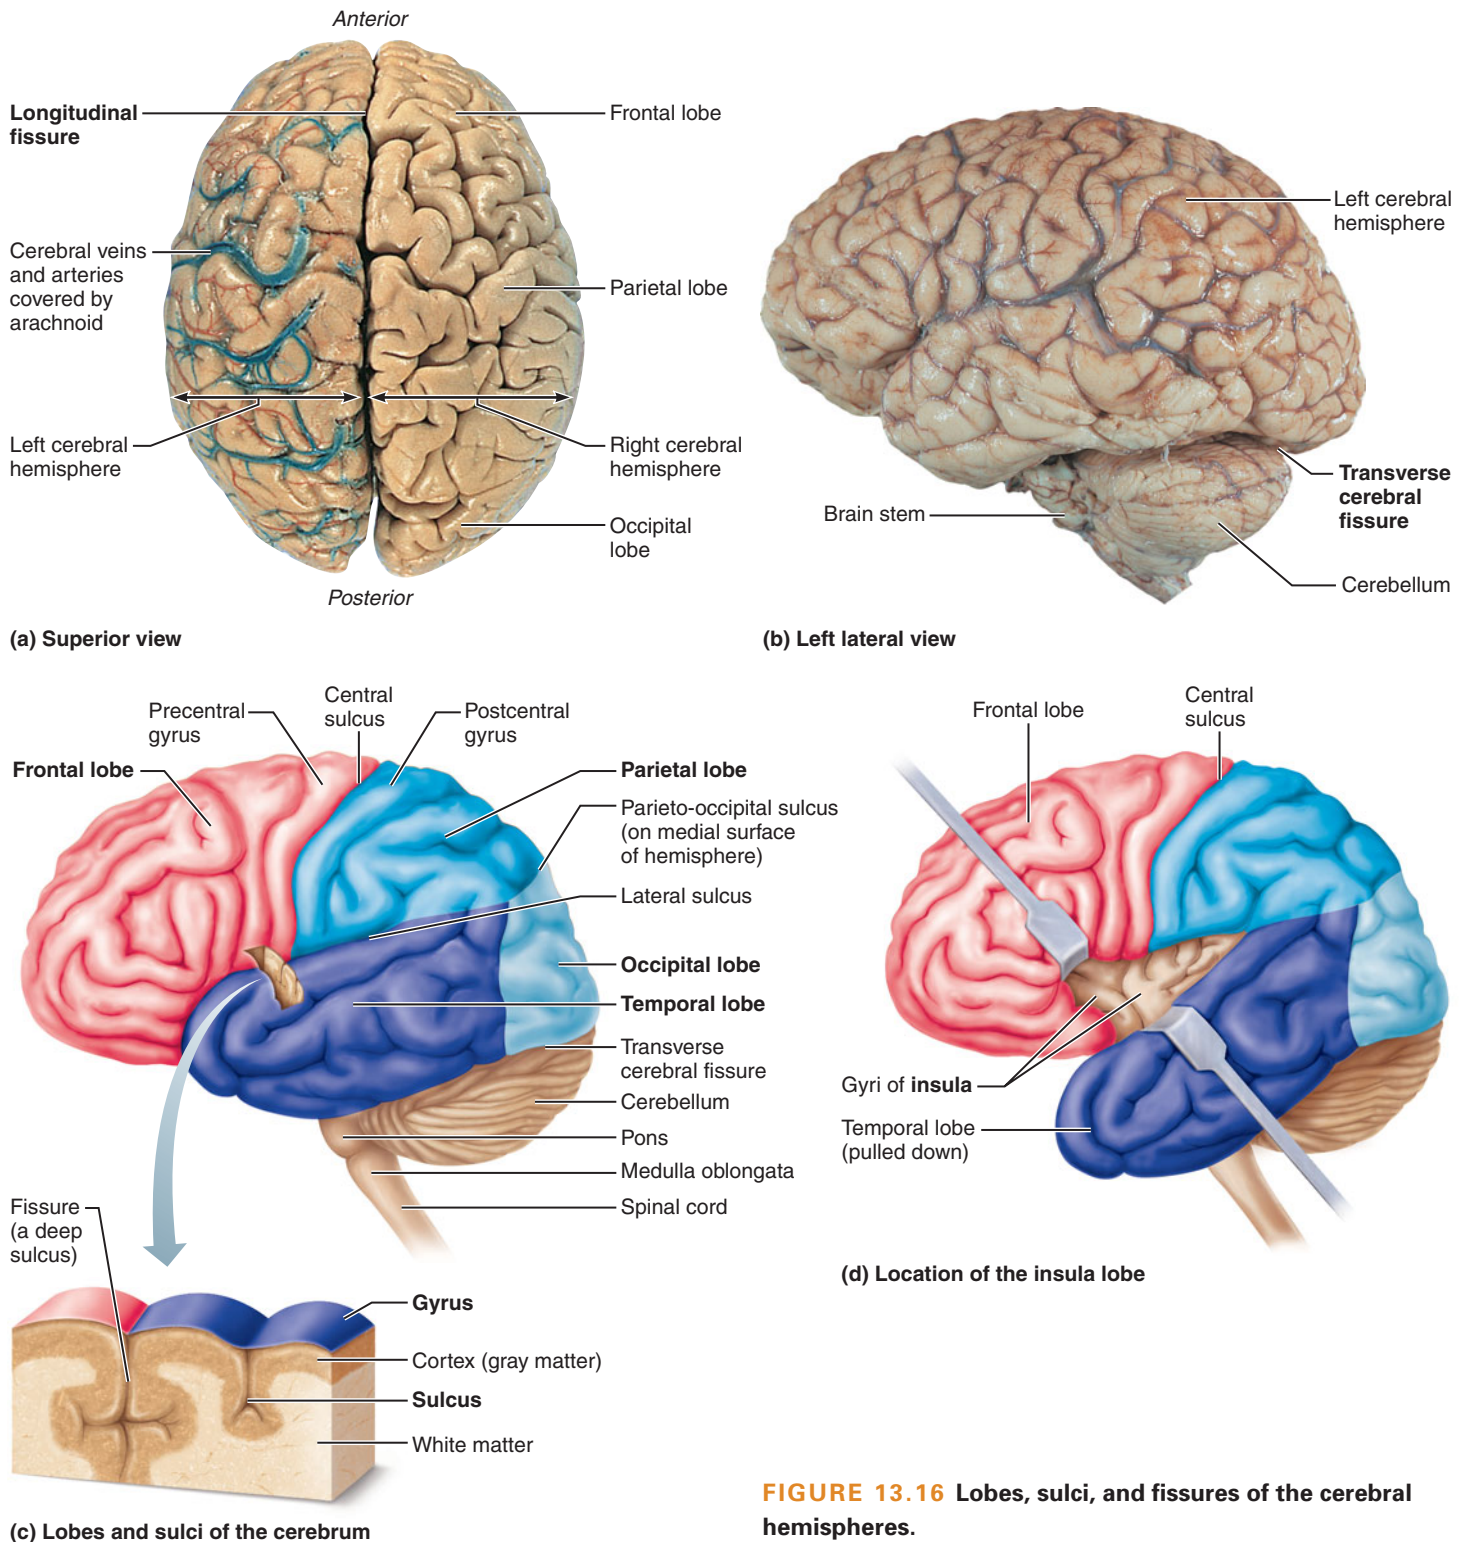 Anterior
Longitudinal
fissure
Frontal lobe
Cerebral veins
and arteries
covered by
arachnoid
Parietal lobe
Left cerebral
hemisphere
Right cerebral
hemisphere
Occipital
lobe
Posterior
(a) Superior view
Left cerebral
hemisphere
Transverse
cerebral
fissure
Brain stem
Cerebellum
(b) Left lateral view
Precentral
gyrus
Central
sulcus
Postcentral
gyrus
Frontal lobe
Parietal lobe
Parieto-occipital sulcus
(on medial surface
of hemisphere)
Lateral sulcus
Occipital lobe
Temporal lobe
Transverse
cerebral fissure
Cerebellum
Pons
Medulla oblongata
Spinal cord
Fissure
(a deep
sulcus)
Gyrus
Cortex (gray matter)
Sulcus
White matter
(c) Lobes and sulci of the cerebrum
Frontal lobe
Central
sulcus
Gyri of insula
Temporal lobe
(pulled down)
(d) Location of the insula lobe
FIGURE 13.16 Lobes, sulci, and fissures of the cerebral
hemispheres.